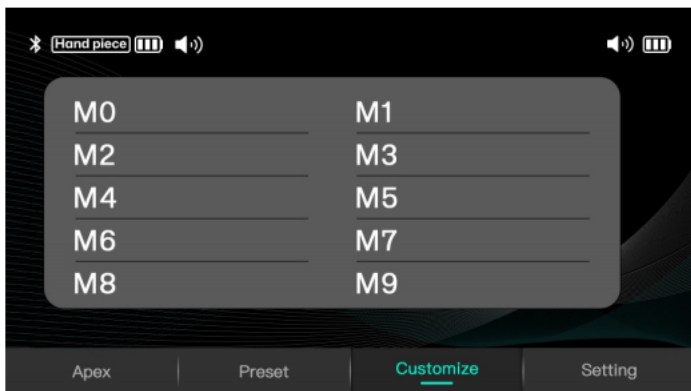 Hand piece
M0 M1
M2 M3
M4 M5
M6 M7
M8 M9
Apex Preset Customize Setting